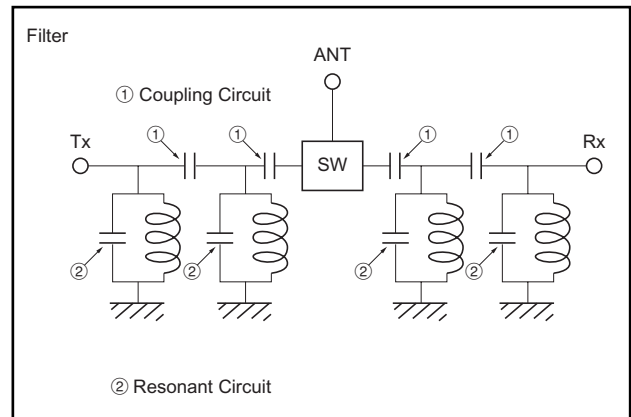 Filter
ANT
① Coupling Circuit
Tx
①
①
①
①
Rx
SW
②
②
②
②
② Resonant Circuit